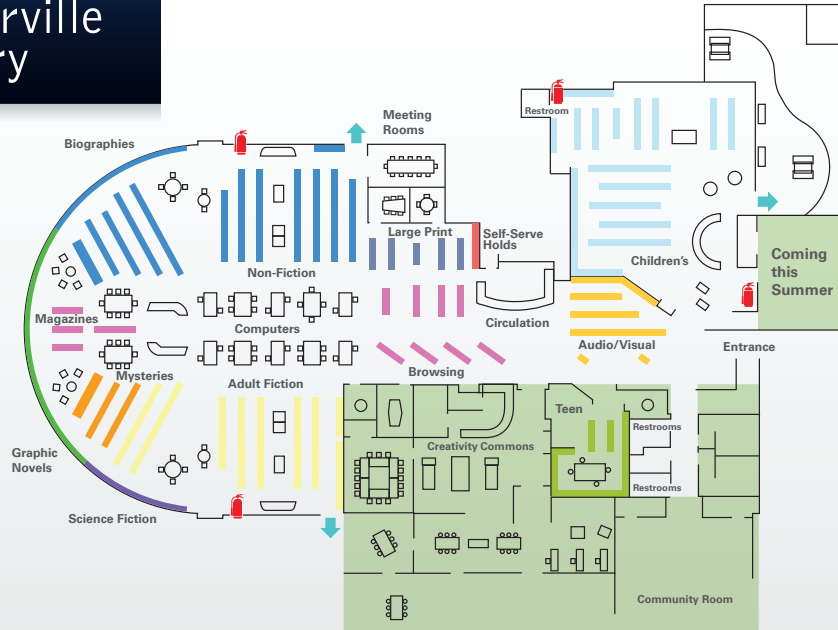 rville
ry
Meeting
Rooms
Restroom
Biographies
Large Print
Self-Serve
Holds
Non-Fiction
Children's
Coming
this
Summer
Magazines
Computers
Circulation
Audio/Visual
Entrance
Mysteries
Browsing
Adult Fiction
Teen
Restrooms
Creativity Commons
Graphic
Novels
Restrooms
Science Fiction
Community Room